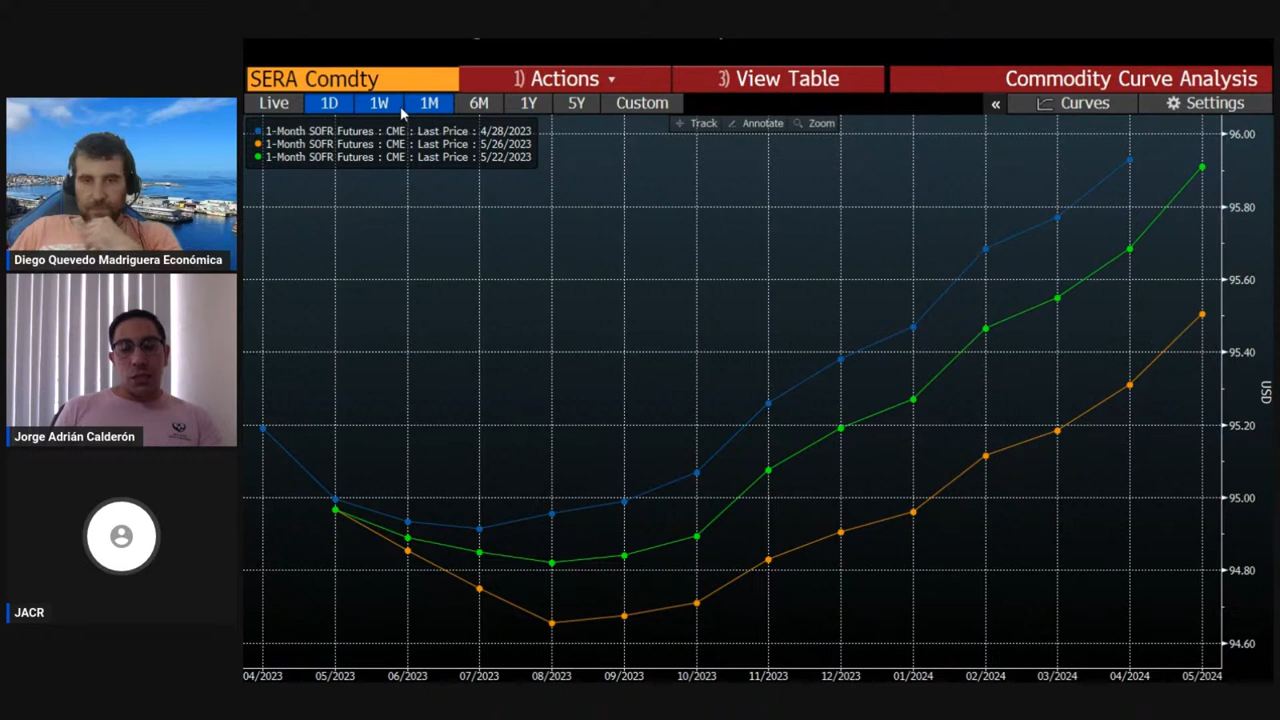 SERA Comdty
1) Actions
3) View Table
Commodity Curve Analysis
Live 1D 1W 1M 6M 1Y 5Y Custom
« Curves Settings
Track Annotate Zoom
1-Month SOFR Futures : CME : Last Price : 4/28/2023
1-Month SOFR Futures : CME : Last Price : 5/26/2023
1-Month SOFR Futures : CME : Last Price : 5/22/2023
96.00
95.80
95.60
95.40
95.20
95.00
94.80
94.60
USD
04/2023 05/2023 06/2023 07/2023 08/2023 09/2023 10/2023 11/2023 12/2023 01/2024 02/2024 03/2024 04/2024 05/2024
Diego Quevedo Madriguera Económica
Jorge Adrián Calderón
JACR